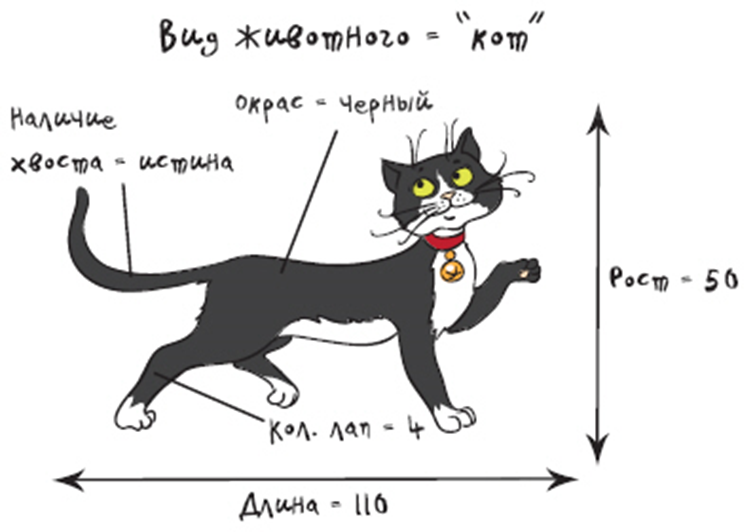 Вид животного = "кот"
Наличие
хвоста = истина
окрас = черный
Рост = 50
Кол. лап = 4
Длина = 110